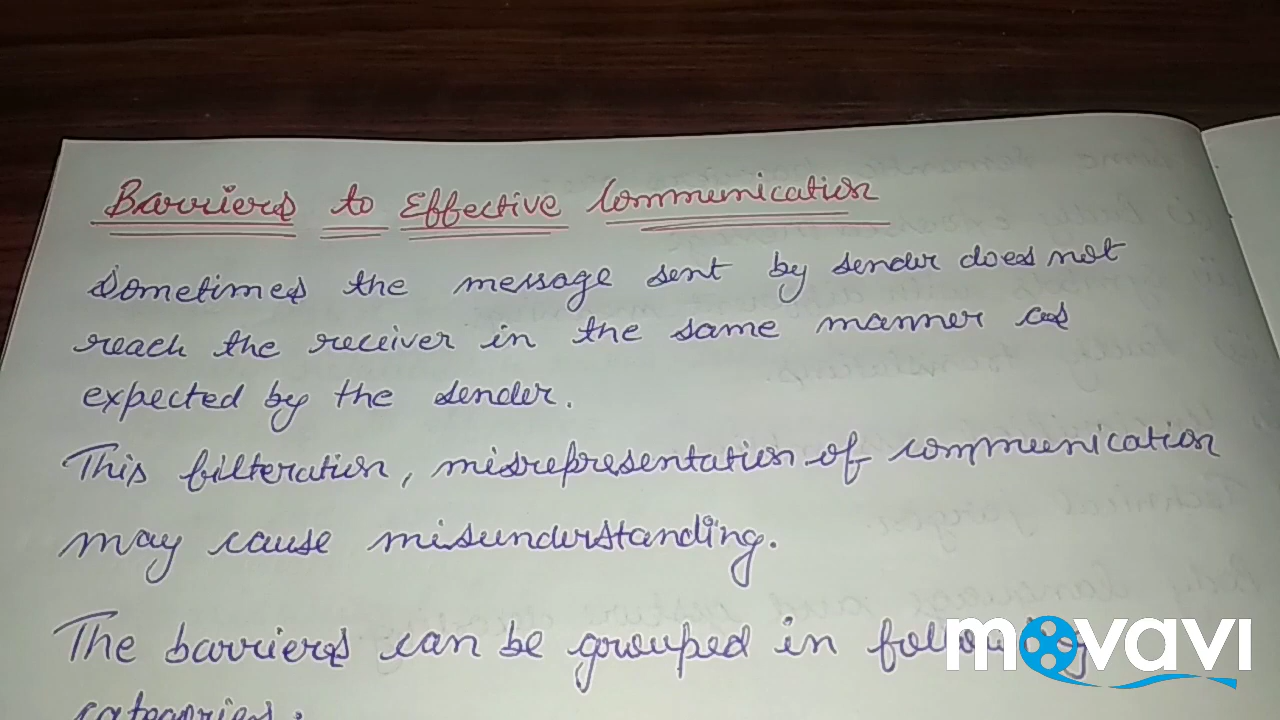 Barriers to Effective Communication
Sometimes the message sent by sender does not
reach the receiver in the same manner as
expected by the sender.
This filteration, misrepresentation of communication
may cause misunderstanding.
The barriers can be grouped in following
categories:
movavi